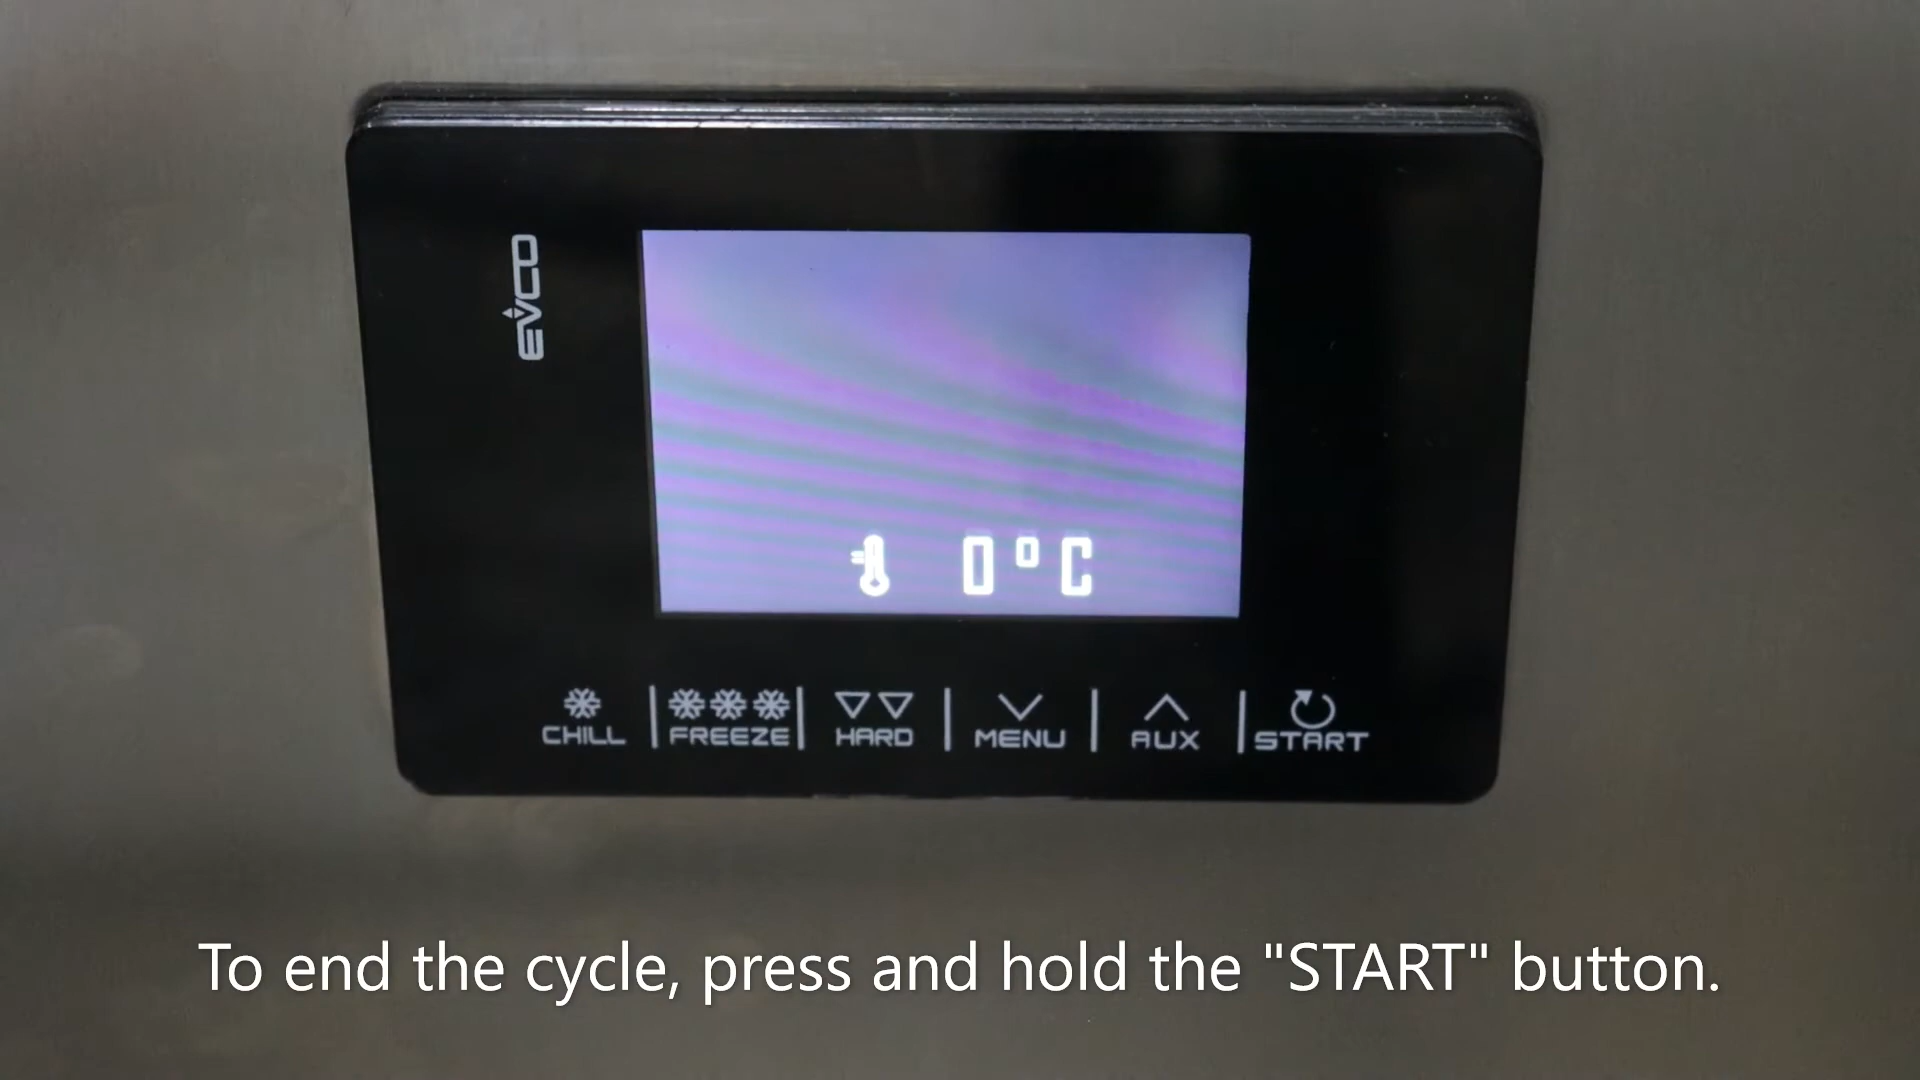 EVCO
0°C
CHILL FREEZE HARD MENU AUX START
To end the cycle, press and hold the "START" button.